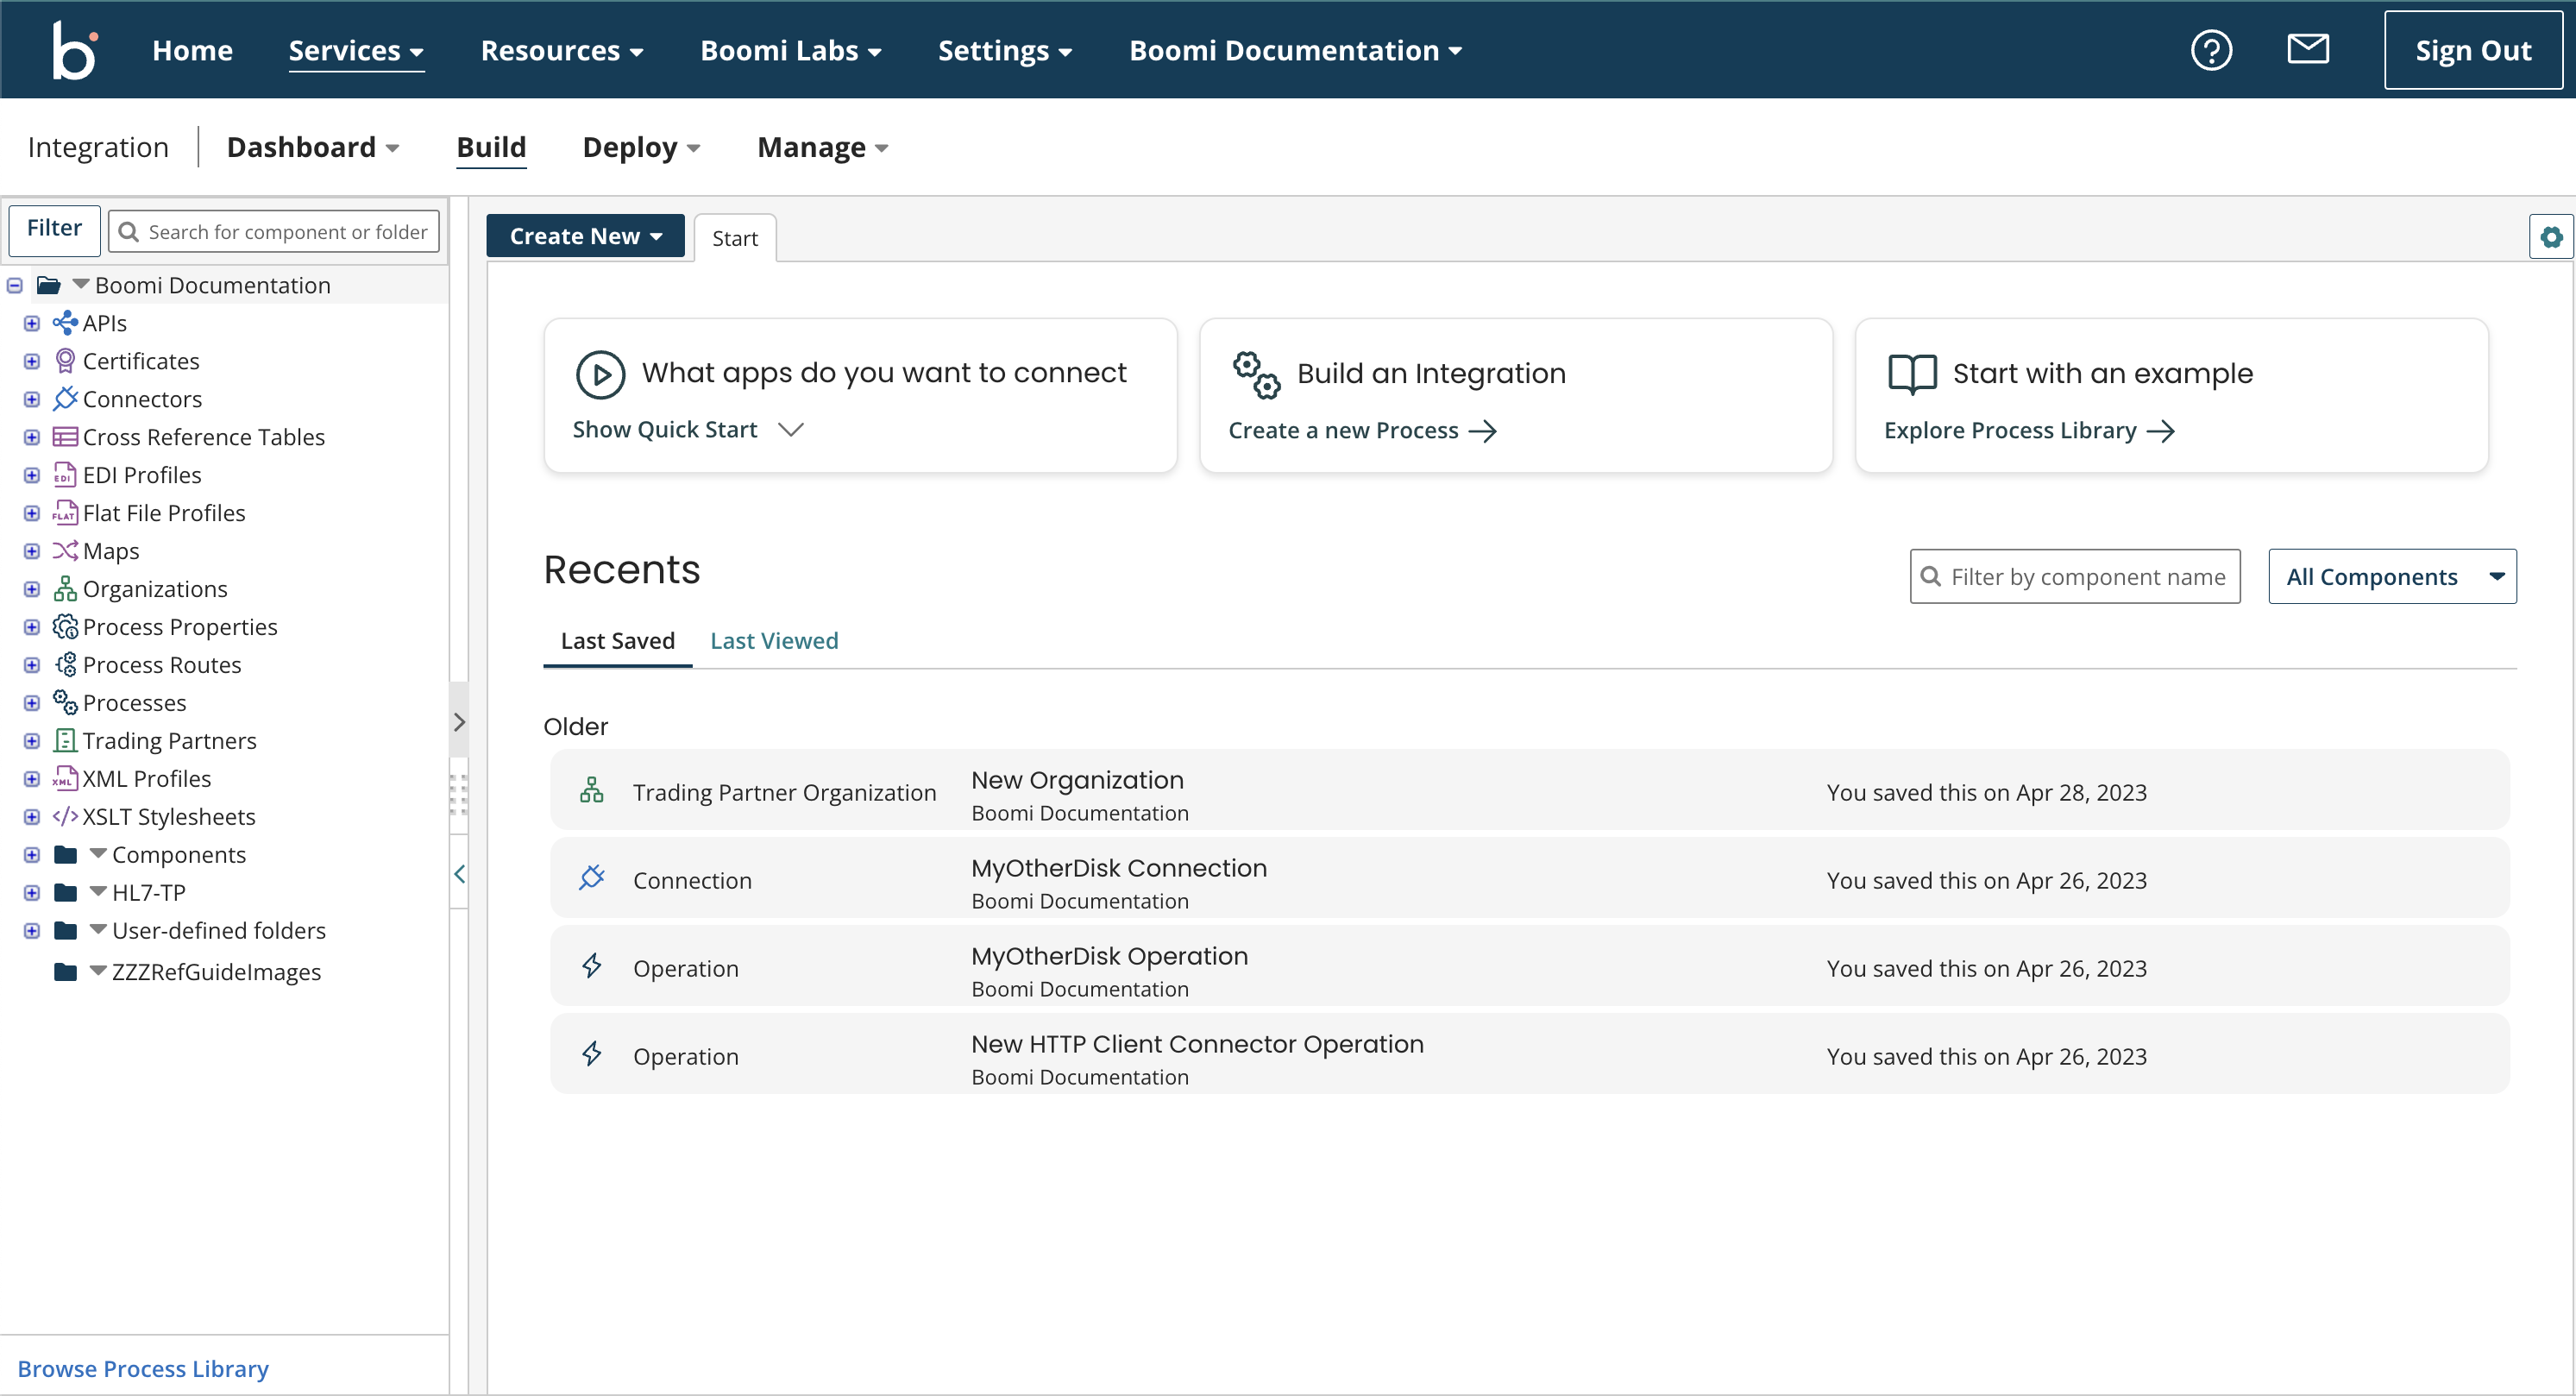 b Home Services Resources Boomi Labs Settings Boomi Documentation ? Sign Out
Integration Dashboard Build Deploy Manage
Filter Search for component or folder
Create New Start
Boomi Documentation
APIs
Certificates
Connectors
Cross Reference Tables
EDI EDI Profiles
FLAT Flat File Profiles
Maps
Organizations
Process Properties
Process Routes
Processes
Trading Partners
XML XML Profiles
</> XSLT Stylesheets
Components
HL7-TP
User-defined folders
ZZZRefGuideImages
Browse Process Library
What apps do you want to connect
Show Quick Start
Build an Integration
Create a new Process
Start with an example
Explore Process Library
Recents
Filter by component name All Components
Last Saved Last Viewed
Older
Trading Partner Organization New Organization You saved this on Apr 28, 2023
Boomi Documentation
Connection MyOtherDisk Connection You saved this on Apr 26, 2023
Boomi Documentation
Operation MyOtherDisk Operation You saved this on Apr 26, 2023
Boomi Documentation
Operation New HTTP Client Connector Operation You saved this on Apr 26, 2023
Boomi Documentation